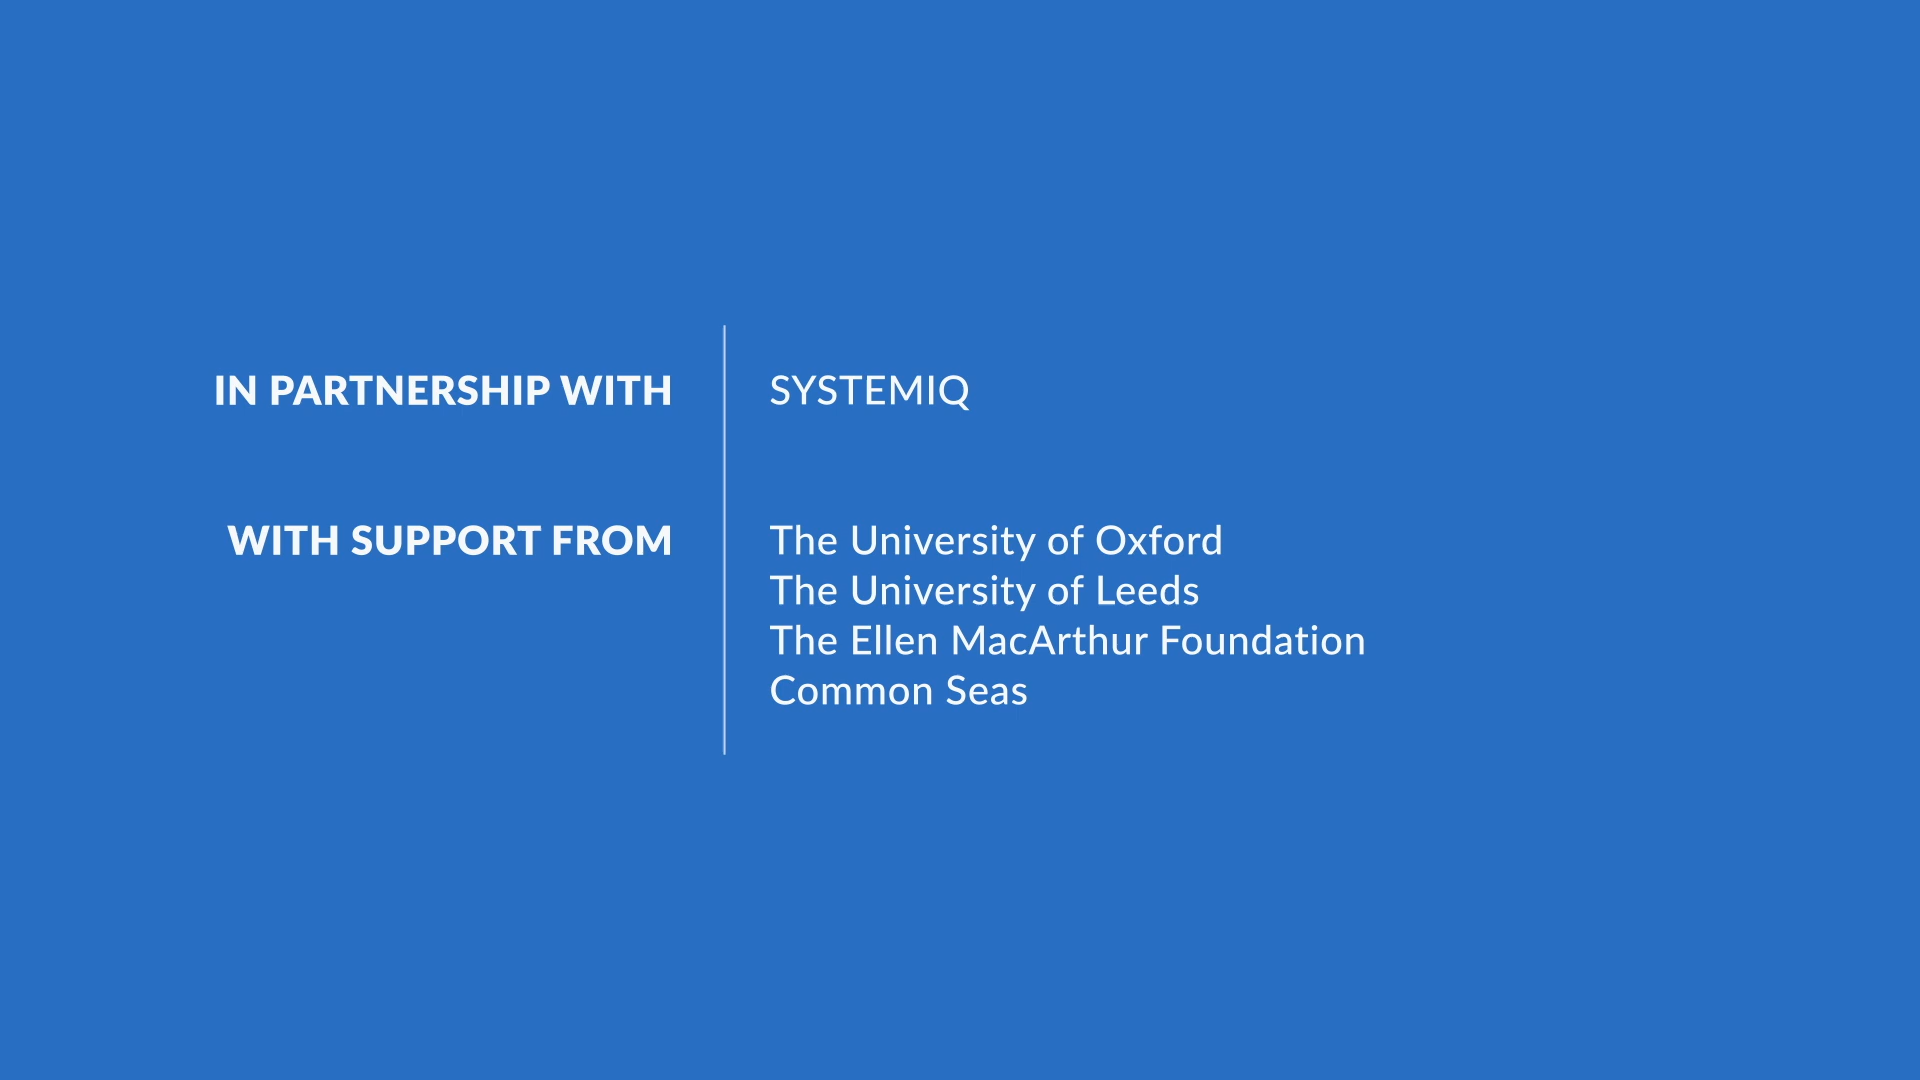 IN PARTNERSHIP WITH
SYSTEMIQ
WITH SUPPORT FROM
The University of Oxford
The University of Leeds
The Ellen MacArthur Foundation
Common Seas